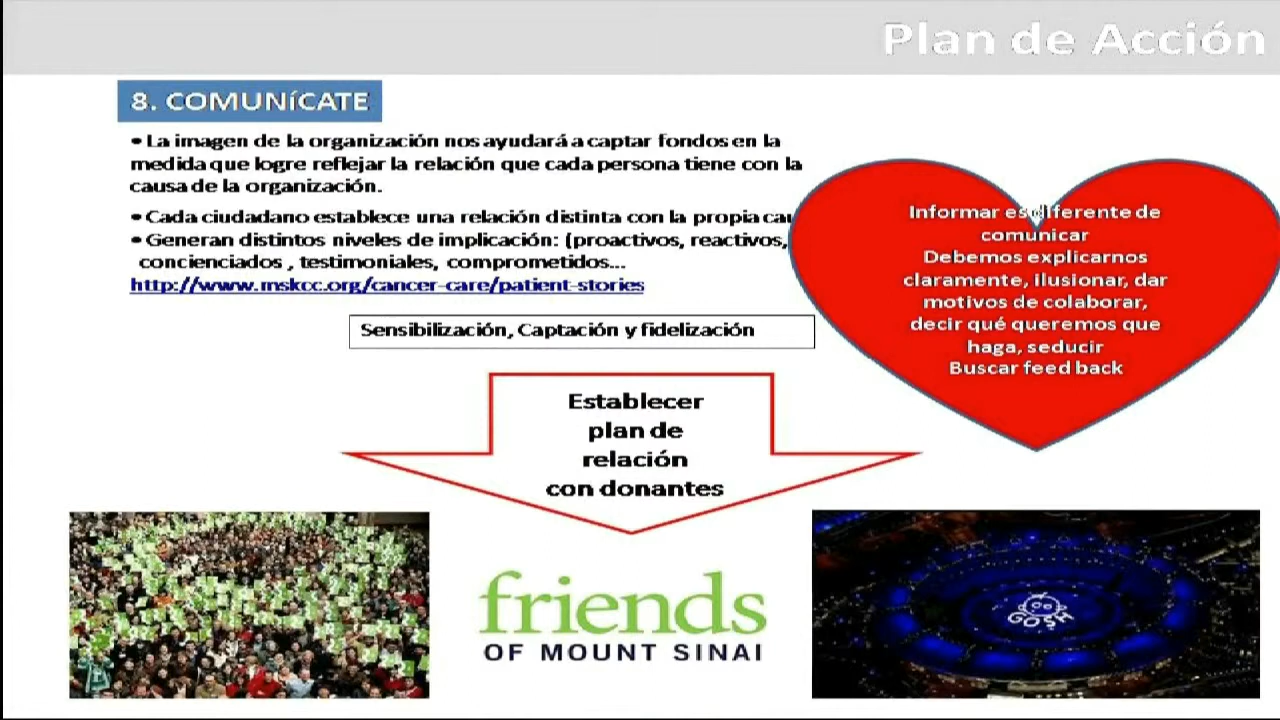 Plan de Acción
8. COMUNíCATE
• La imagen de la organización nos ayudará a captar fondos en la
medida que logre reflejar la relación que cada persona tiene con la
causa de la organización.
• Cada ciudadano establece una relación distinta con la propia cau
• Generan distintos niveles de implicación: (proactivos, reactivos,
concienciados , testimoniales, comprometidos...
http://www.mskcc.org/cancer-care/patient-stories
Sensibilización, Captación y fidelización
Informar es diferente de
comunicar
Debemos explicarnos
claramente, ilusionar, dar
motivos de colaborar,
decir qué queremos que
haga, seducir
Buscar feed back
Establecer
plan de
relación
con donantes
friends
OF MOUNT SINAI
GOSH